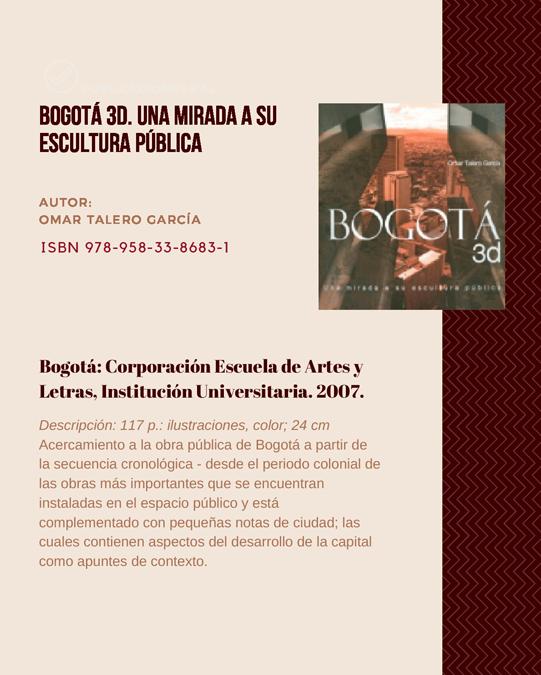 BOGOTÁ 3D. UNA MIRADA A SU
ESCULTURA PÚBLICA
AUTOR:
OMAR TALERO GARCÍA
ISBN 978-958-33-8683-1
Omar Talero García
BOGOTÁ
3d
Una mirada a su escultura pública
Bogotá: Corporación Escuela de Artes y
Letras, Institución Universitaria. 2007.
Descripción: 117 p.: ilustraciones, color; 24 cm
Acercamiento a la obra pública de Bogotá a partir de
la secuencia cronológica - desde el periodo colonial de
las obras más importantes que se encuentran
instaladas en el espacio público y está
complementado con pequeñas notas de ciudad; las
cuales contienen aspectos del desarrollo de la capital
como apuntes de contexto.